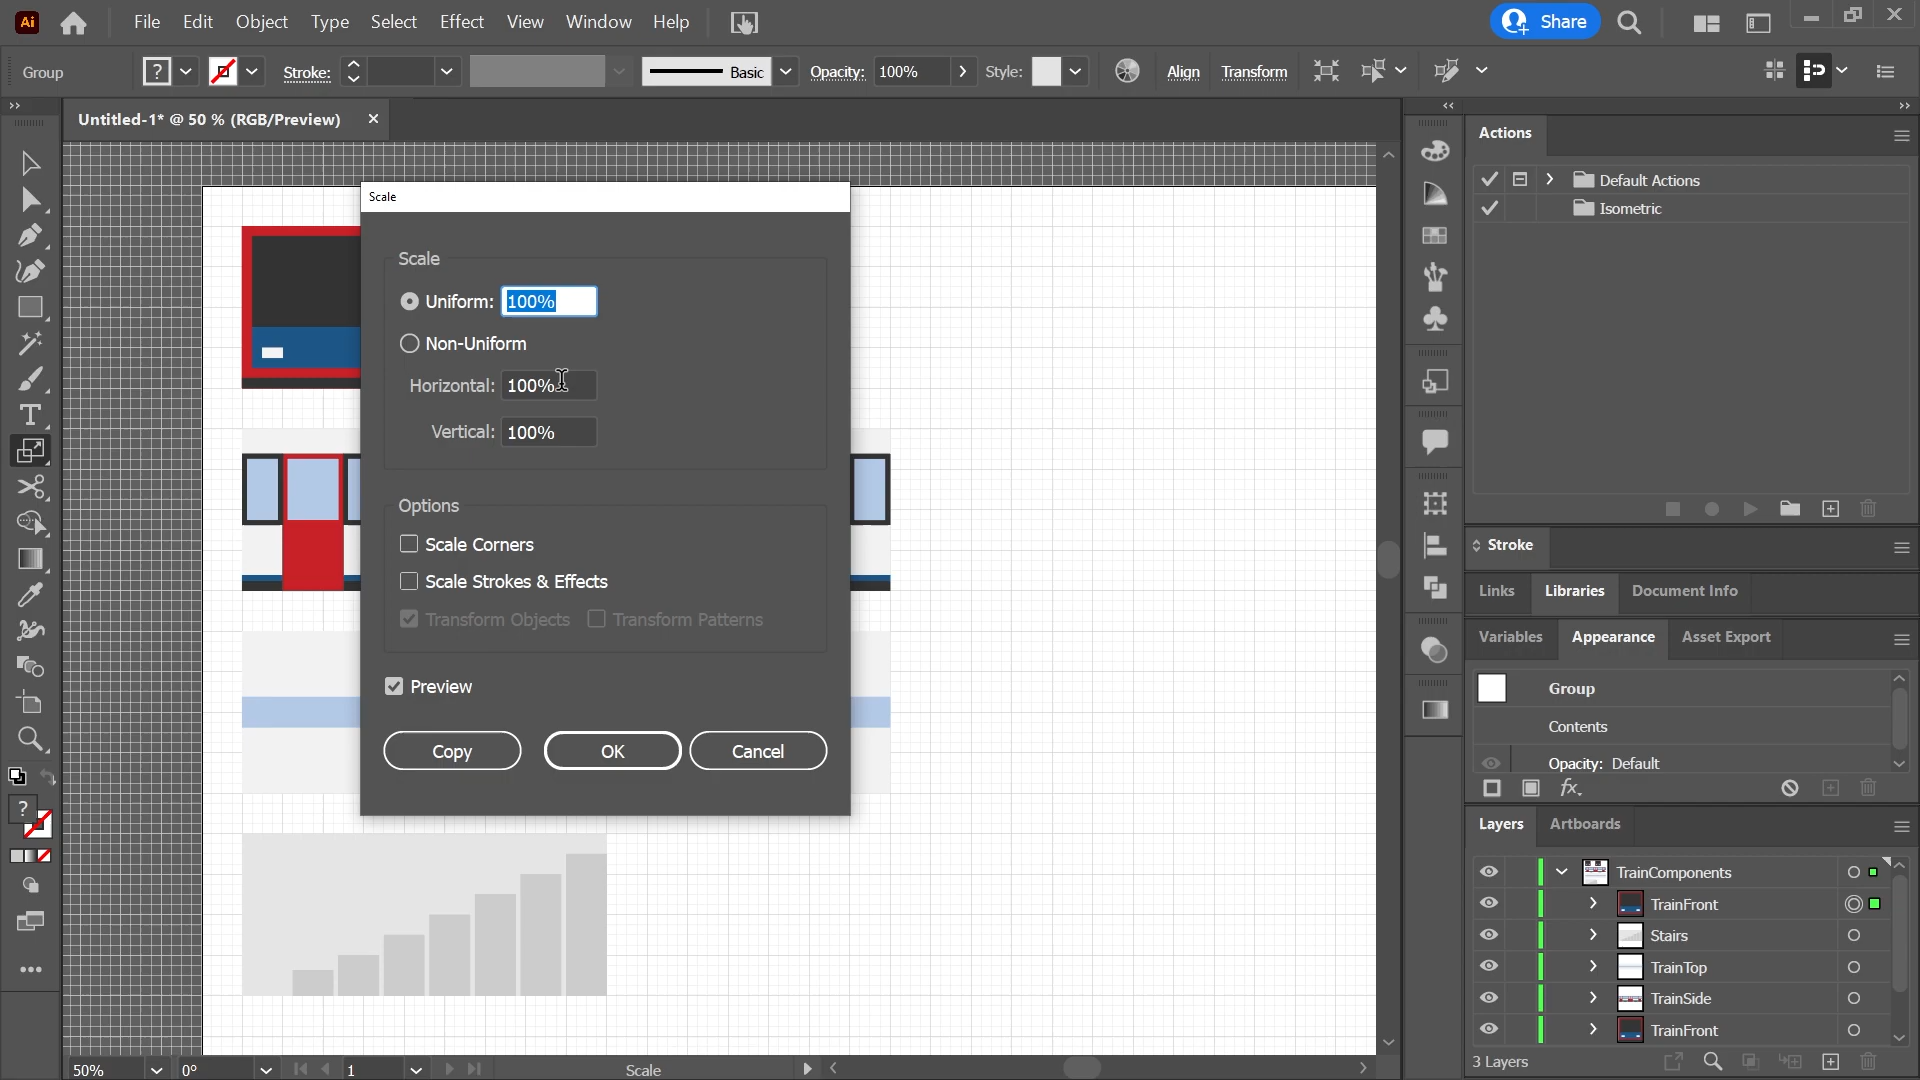 Ai File Edit Object Type Select Effect View Window Help Share
Group ? Stroke: Basic Opacity: 100% Style: Align Transform
Untitled-1* @ 50 % (RGB/Preview)
Scale
Scale
Uniform: 100%
Non-Uniform
Horizontal: 100%
Vertical: 100%
Options
Scale Corners
Scale Strokes & Effects
Transform Objects Transform Patterns
Preview
Copy OK Cancel
?
50% 0° 1 Scale
Actions
Default Actions
Isometric
Stroke
Links Libraries Document Info
Variables Appearance Asset Export
Group
Contents
Opacity: Default
fx.
Layers Artboards
TrainComponents
TrainFront
Stairs
TrainTop
TrainSide
TrainFront
3 Layers